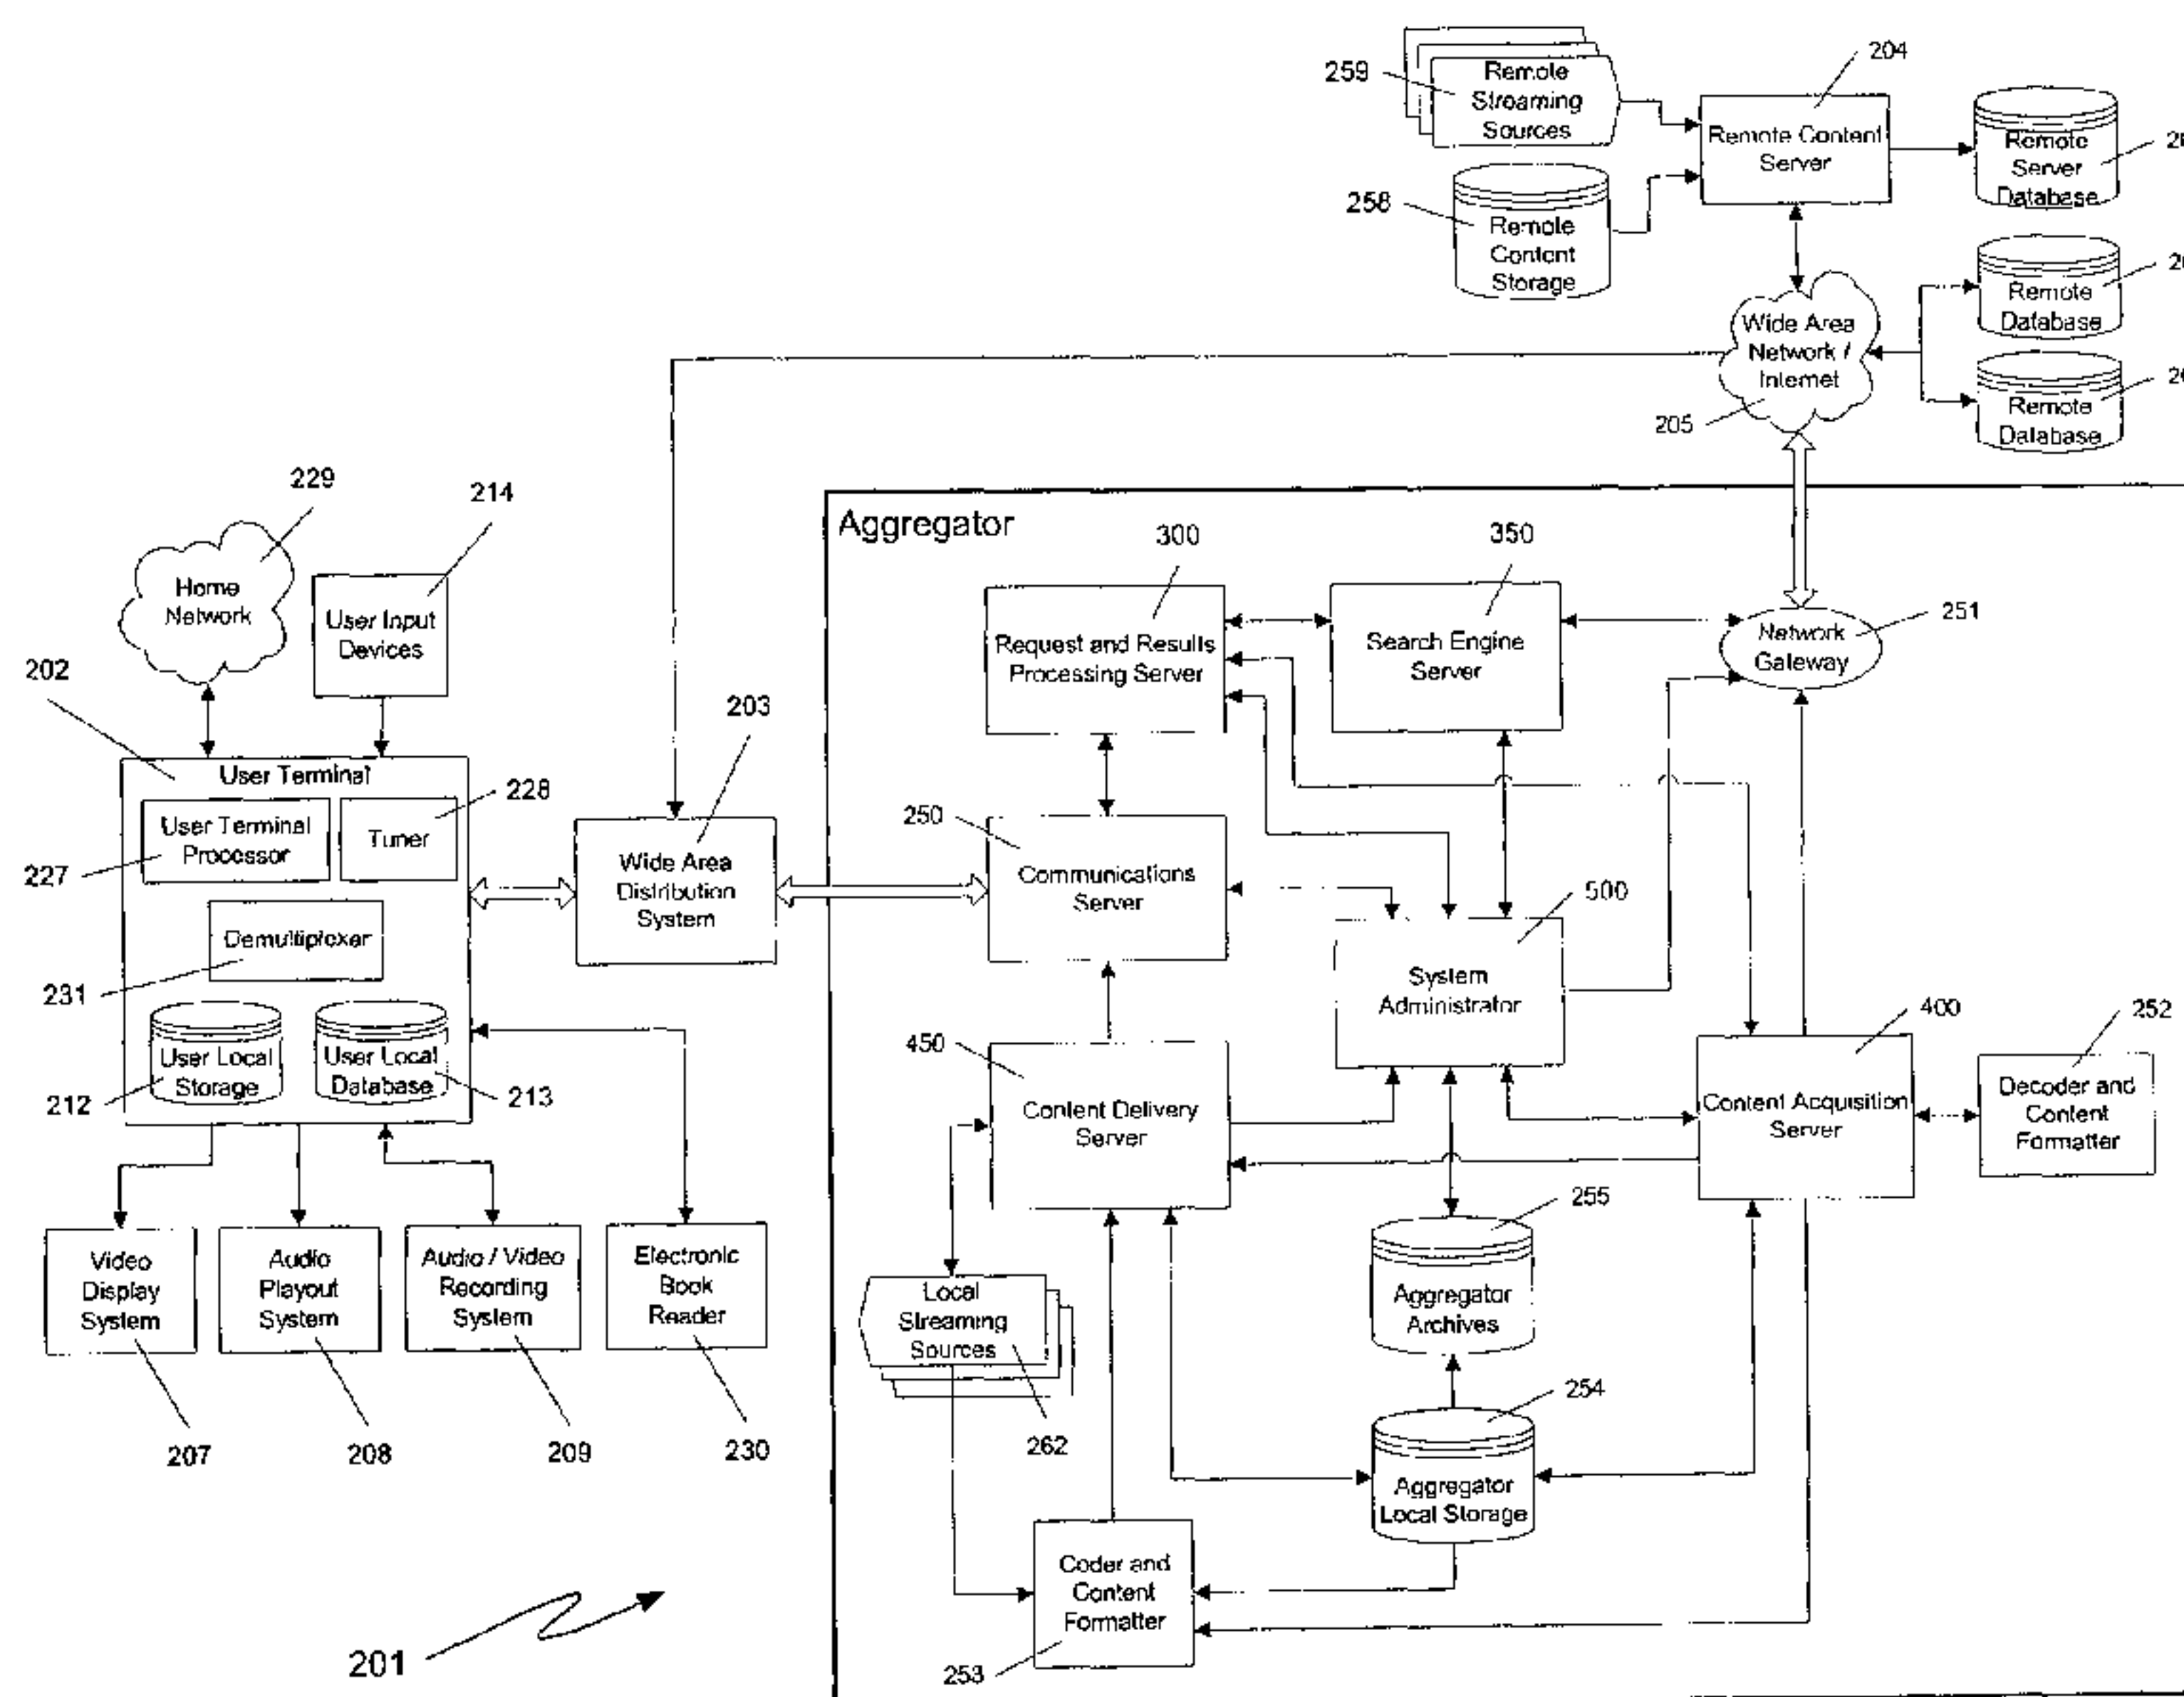 204
259
Remote
Streaming
Sources
Remote Content
Server
Remote
Server
Database
258
Remote
Content
Storage
Remote
Database
Wide Area
Network /
Internet
205
Remote
Database
229
214
Aggregator
300
350
Home
Network
User Input
Devices
Request and Results
Processing Server
Search Engine
Server
Network
Gateway
251
202
203
User Terminal
228
User Terminal
Processor
Tuner
227
250
Wide Area
Distribution
System
Communications
Server
500
Demultiplexer
231
System
Administrator
400
252
450
User Local
Storage
User Local
Database
212
213
Content Delivery
Server
Content Acquisition
Server
Decoder and
Content
Formatter
255
Video
Display
System
Audio
Playout
System
Audio / Video
Recording
System
Electronic
Book
Reader
Local
Streaming
Sources
Aggregator
Archives
254
207
208
209
230
262
Aggregator
Local Storage
Coder and
Content
Formatter
201
253